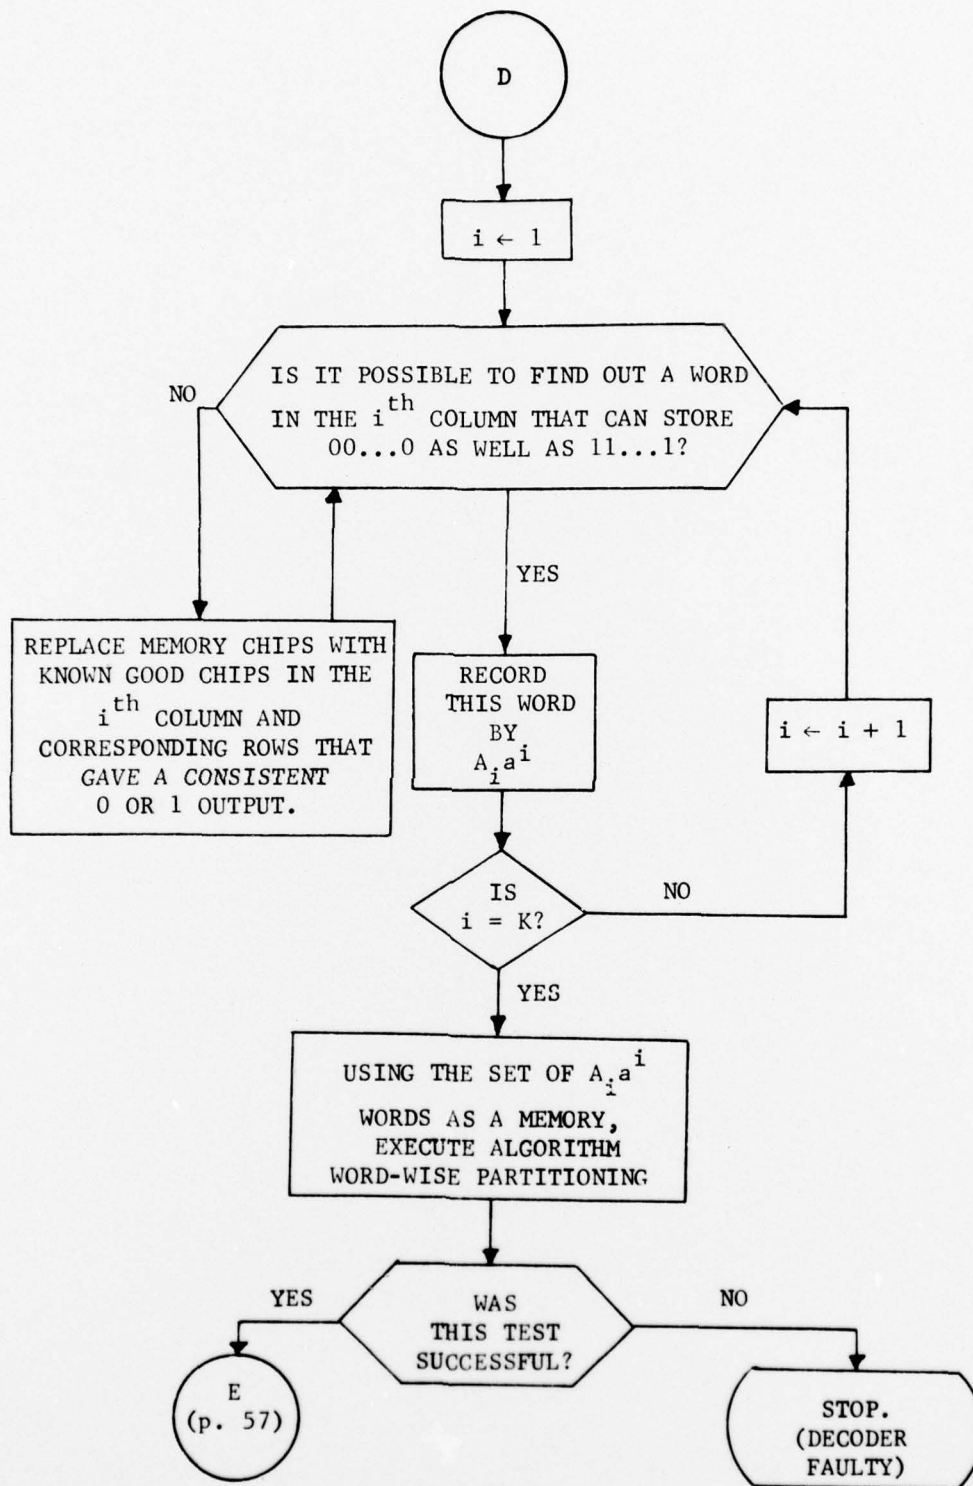 D
i ← 1
IS IT POSSIBLE TO FIND OUT A WORD
IN THE i^th COLUMN THAT CAN STORE
00...0 AS WELL AS 11...1?
NO
YES
REPLACE MEMORY CHIPS WITH
KNOWN GOOD CHIPS IN THE
i^th COLUMN AND
CORRESPONDING ROWS THAT
GAVE A CONSISTENT
0 OR 1 OUTPUT.
RECORD
THIS WORD
BY
A_i a^i
i ← i + 1
IS
i = K?
NO
YES
USING THE SET OF A_i a^i
WORDS AS A MEMORY,
EXECUTE ALGORITHM
WORD-WISE PARTITIONING
WAS
THIS TEST
SUCCESSFUL?
YES
NO
E
(p. 57)
STOP.
(DECODER
FAULTY)